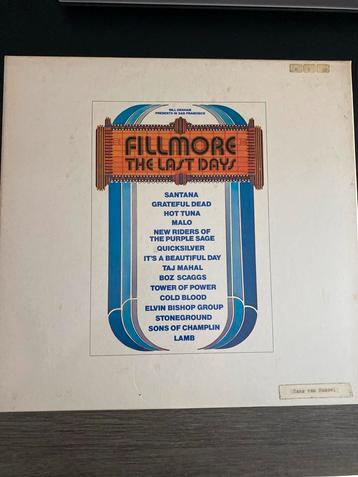 BILL GRAHAM
PRESENTS IN SAN FRANCISCO
FILLMORE
THE LAST DAYS
SANTANA
GRATEFUL DEAD
HOT TUNA
MALO
NEW RIDERS OF
THE PURPLE SAGE
QUICKSILVER
IT'S A BEAUTIFUL DAY
TAJ MAHAL
BOZ SCAGGS
TOWER OF POWER
COLD BLOOD
ELVIN BISHOP GROUP
STONEGROUND
SONS OF CHAMPLIN
LAMB
Hans van